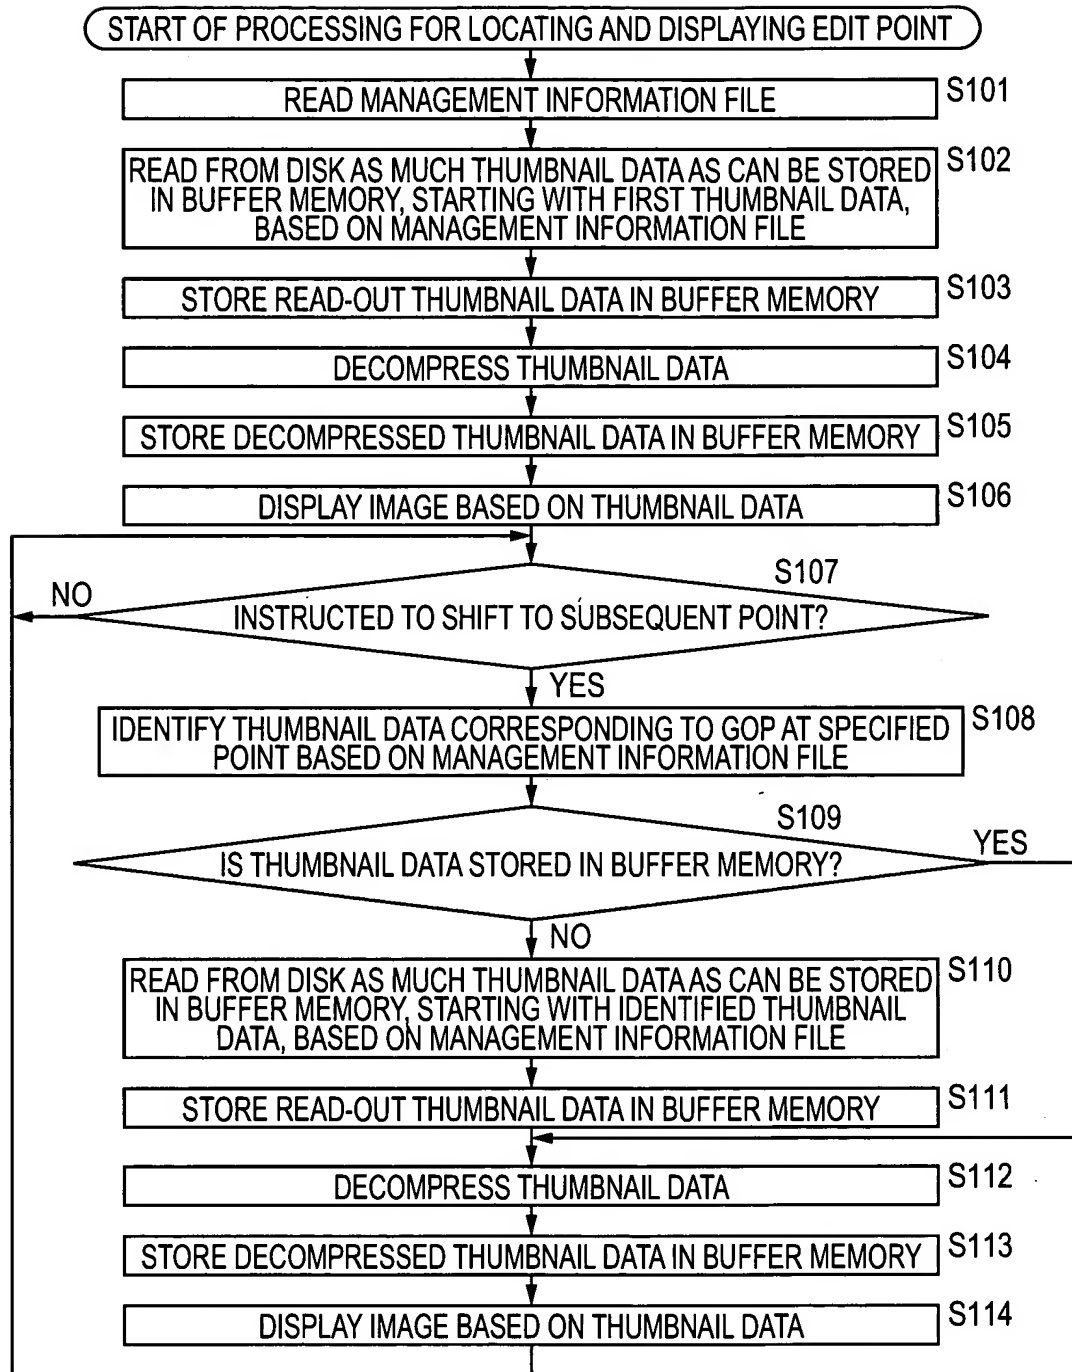 START OF PROCESSING FOR LOCATING AND DISPLAYING EDIT POINT
READ MANAGEMENT INFORMATION FILE
S101
READ FROM DISK AS MUCH THUMBNAIL DATA AS CAN BE STORED
IN BUFFER MEMORY, STARTING WITH FIRST THUMBNAIL DATA,
BASED ON MANAGEMENT INFORMATION FILE
S102
STORE READ-OUT THUMBNAIL DATA IN BUFFER MEMORY
S103
DECOMPRESS THUMBNAIL DATA
S104
STORE DECOMPRESSED THUMBNAIL DATA IN BUFFER MEMORY
S105
DISPLAY IMAGE BASED ON THUMBNAIL DATA
S106
S107
NO
INSTRUCTED TO SHIFT TO SUBSEQUENT POINT?
YES
IDENTIFY THUMBNAIL DATA CORRESPONDING TO GOP AT SPECIFIED
POINT BASED ON MANAGEMENT INFORMATION FILE
S108
S109
IS THUMBNAIL DATA STORED IN BUFFER MEMORY?
YES
NO
READ FROM DISK AS MUCH THUMBNAIL DATA AS CAN BE STORED
IN BUFFER MEMORY, STARTING WITH IDENTIFIED THUMBNAIL
DATA, BASED ON MANAGEMENT INFORMATION FILE
S110
STORE READ-OUT THUMBNAIL DATA IN BUFFER MEMORY
S111
DECOMPRESS THUMBNAIL DATA
S112
STORE DECOMPRESSED THUMBNAIL DATA IN BUFFER MEMORY
S113
DISPLAY IMAGE BASED ON THUMBNAIL DATA
S114